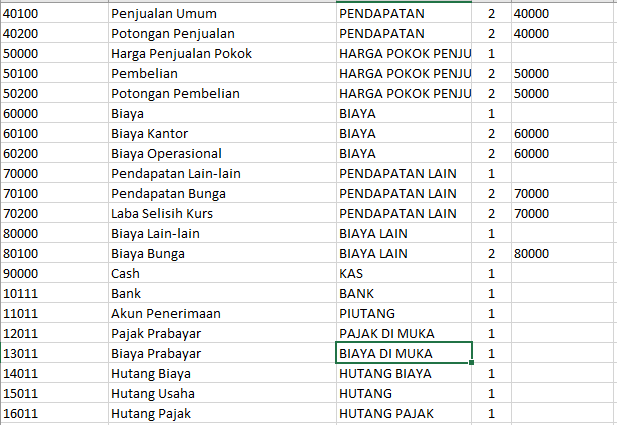 40100 Penjualan Umum PENDAPATAN 2 40000
40200 Potongan Penjualan PENDAPATAN 2 40000
50000 Harga Penjualan Pokok HARGA POKOK PENJU 1
50100 Pembelian HARGA POKOK PENJU 2 50000
50200 Potongan Pembelian HARGA POKOK PENJU 2 50000
60000 Biaya BIAYA 1
60100 Biaya Kantor BIAYA 2 60000
60200 Biaya Operasional BIAYA 2 60000
70000 Pendapatan Lain-lain PENDAPATAN LAIN 1
70100 Pendapatan Bunga PENDAPATAN LAIN 2 70000
70200 Laba Selisih Kurs PENDAPATAN LAIN 2 70000
80000 Biaya Lain-lain BIAYA LAIN 1
80100 Biaya Bunga BIAYA LAIN 2 80000
90000 Cash KAS 1
10111 Bank BANK 1
11011 Akun Penerimaan PIUTANG 1
12011 Pajak Prabayar PAJAK DI MUKA 1
13011 Biaya Prabayar BIAYA DI MUKA 1
14011 Hutang Biaya HUTANG BIAYA 1
15011 Hutang Usaha HUTANG 1
16011 Hutang Pajak HUTANG PAJAK 1